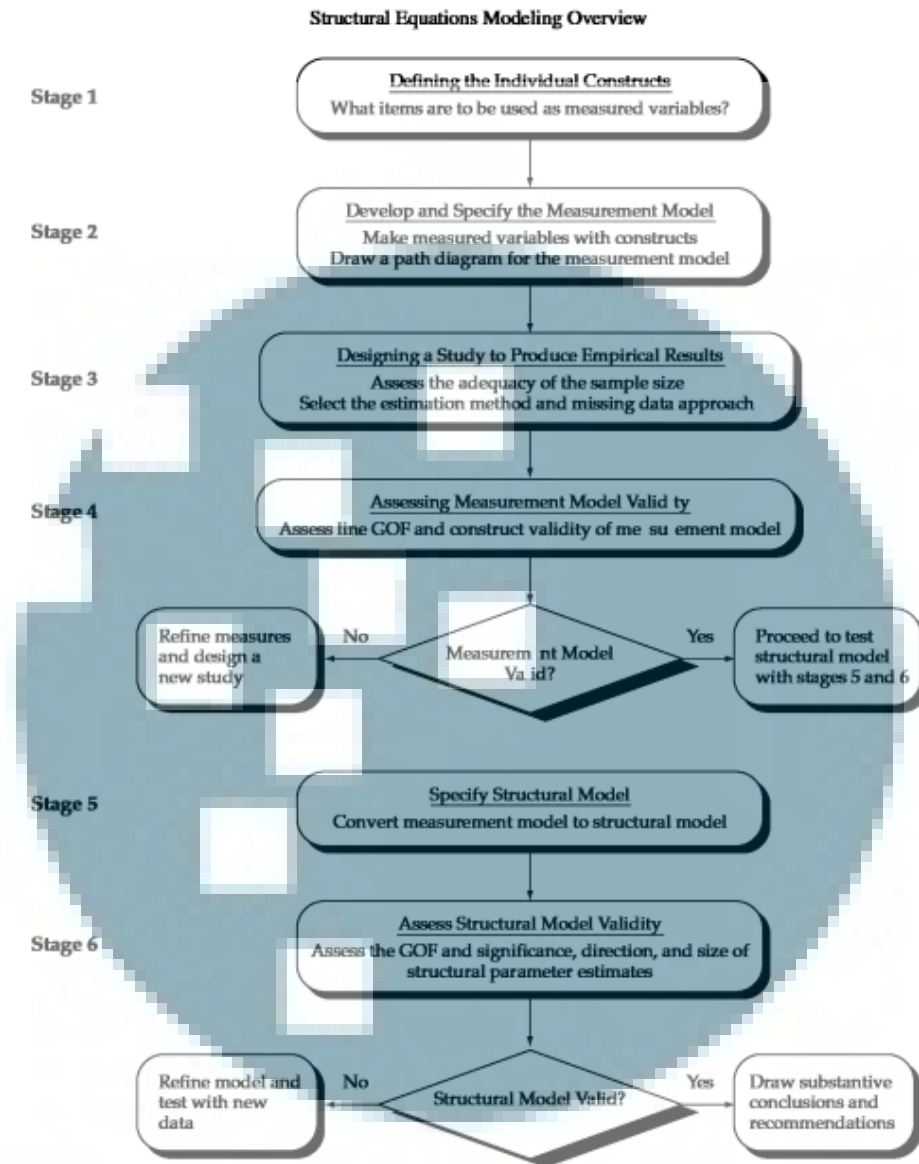 Structural Equations Modeling Overview
Stage 1
Defining the Individual Constructs
What items are to be used as measured variables?
Stage 2
Develop and Specify the Measurement Model
Make measured variables with constructs
Draw a path diagram for the measurement model
Stage 3
Designing a Study to Produce Empirical Results
Assess the adequacy of the sample size
Select the estimation method and missing data approach
Stage 4
Assessing Measurement Model Valid ty
Assess line GOF and construct validity of me su ement model
Refine measures
and design a
new study
No
Measurem nt Model
Va id?
Yes
Proceed to test
structural model
with stages 5 and 6
Stage 5
Specify Structural Model
Convert measurement model to structural model
Stage 6
Assess Structural Model Validity
Assess the GOF and significance, direction, and size of
structural parameter estimates
Refine model and
test with new
data
No
Structural Model Valid?
Yes
Draw substantive
conclusions and
recommendations